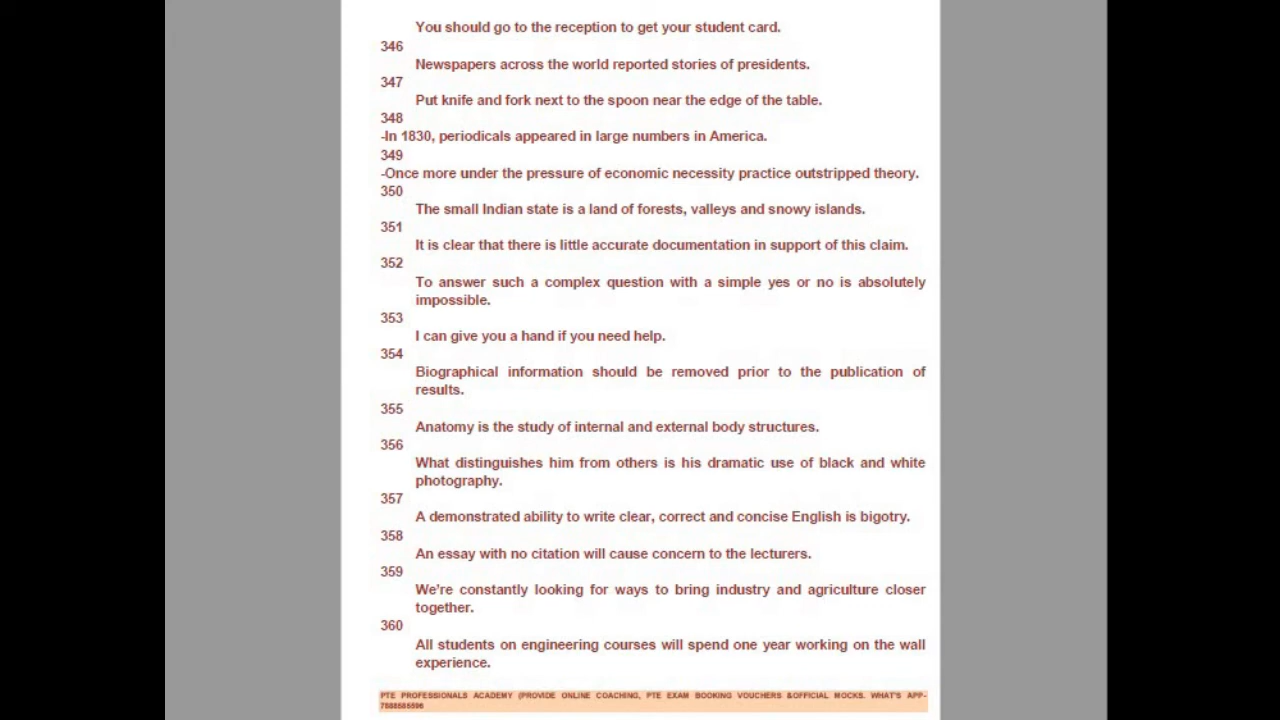 You should go to the reception to get your student card.
346
Newspapers across the world reported stories of presidents.
347
Put knife and fork next to the spoon near the edge of the table.
348
-In 1830, periodicals appeared in large numbers in America.
349
-Once more under the pressure of economic necessity practice outstripped theory.
350
The small Indian state is a land of forests, valleys and snowy islands.
351
It is clear that there is little accurate documentation in support of this claim.
352
To answer such a complex question with a simple yes or no is absolutely
impossible.
353
I can give you a hand if you need help.
354
Biographical information should be removed prior to the publication of
results.
355
Anatomy is the study of internal and external body structures.
356
What distinguishes him from others is his dramatic use of black and white
photography.
357
A demonstrated ability to write clear, correct and concise English is bigotry.
358
An essay with no citation will cause concern to the lecturers.
359
We're constantly looking for ways to bring industry and agriculture closer
together.
360
All students on engineering courses will spend one year working on the wall
experience.
PTE PROFESSIONALS ACADEMY (PROVIDE ONLINE COACHING, PTE EXAM BOOKING VOUCHERS &OFFICIAL MOCKS. WHAT'S APP-